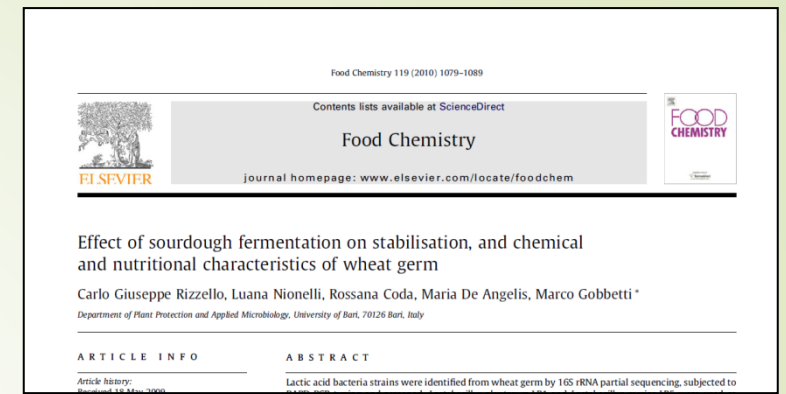 Food Chemistry 119 (2010) 1079–1089
Contents lists available at ScienceDirect
Food Chemistry
journal homepage: www.elsevier.com/locate/foodchem
ELSEVIER
FOOD
CHEMISTRY
Effect of sourdough fermentation on stabilisation, and chemical
and nutritional characteristics of wheat germ
Carlo Giuseppe Rizzello, Luana Nionelli, Rossana Coda, Maria De Angelis, Marco Gobbetti *
Department of Plant Protection and Applied Microbiology, University of Bari, 70126 Bari, Italy
ARTICLE INFO
Article history:
Received 18 May 2009
ABSTRACT
Lactic acid bacteria strains were identified from wheat germ by 16S rRNA partial sequencing, subjected to